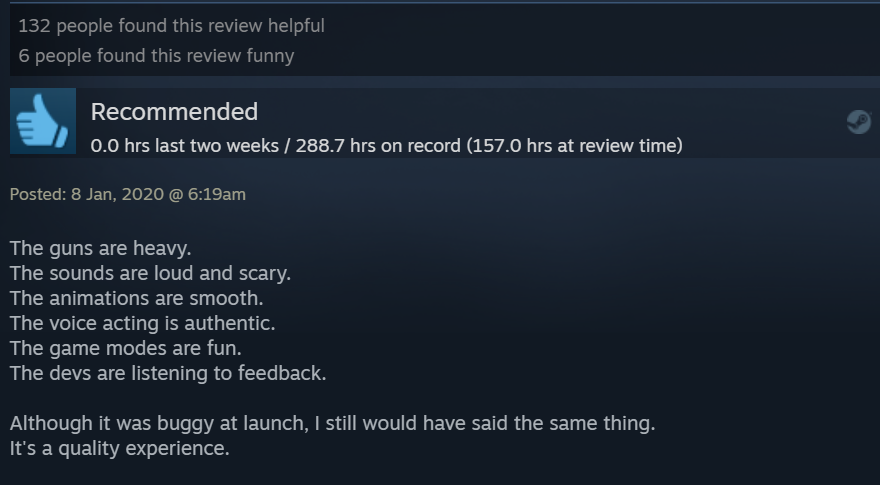 132 people found this review helpful
6 people found this review funny
Recommended
0.0 hrs last two weeks / 288.7 hrs on record (157.0 hrs at review time)
Posted: 8 Jan, 2020 @ 6:19am
The guns are heavy.
The sounds are loud and scary.
The animations are smooth.
The voice acting is authentic.
The game modes are fun.
The devs are listening to feedback.
Although it was buggy at launch, I still would have said the same thing.
It's a quality experience.